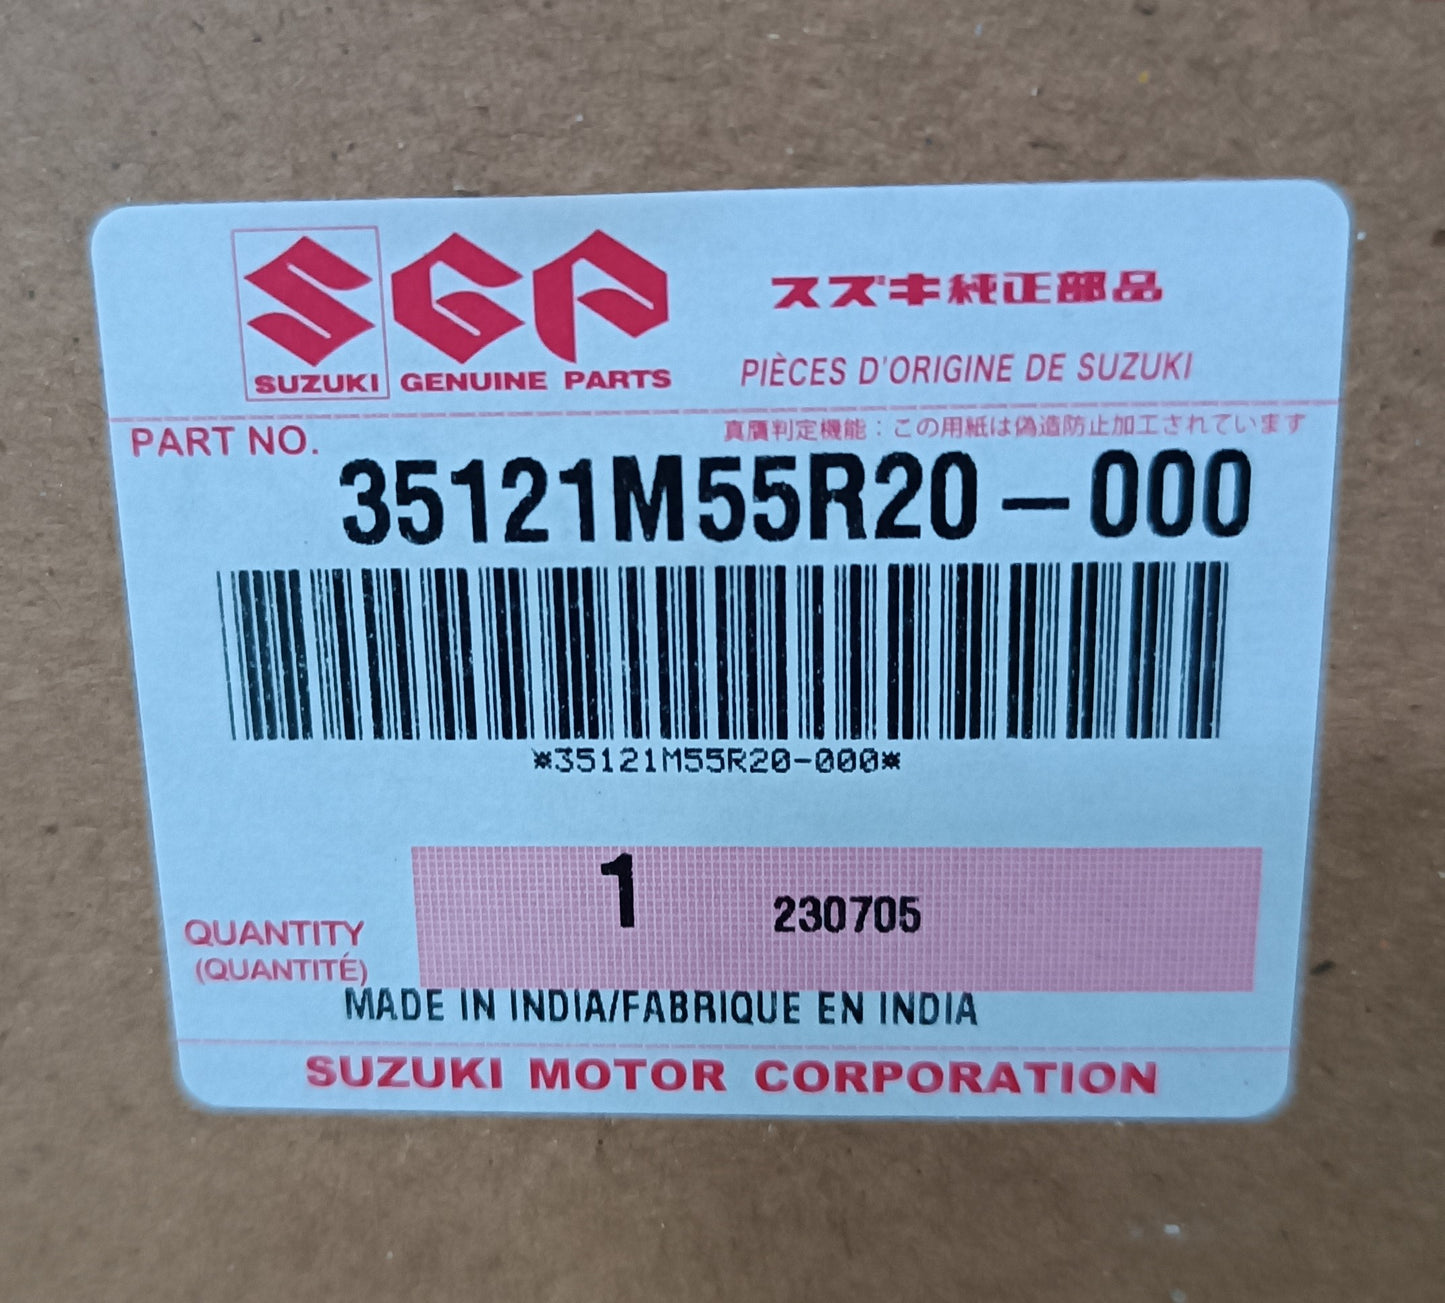 SGP
SUZUKI GENUINE PARTS
スズキ純正部品
PIÈCES D'ORIGINE DE SUZUKI
PART NO.
真贋判定機能：この用紙は偽造防止加工されています
35121M55R20-000
*35121M55R20-000*
1 230705
QUANTITY
(QUANTITÉ)
MADE IN INDIA/FABRIQUE EN INDIA
SUZUKI MOTOR CORPORATION